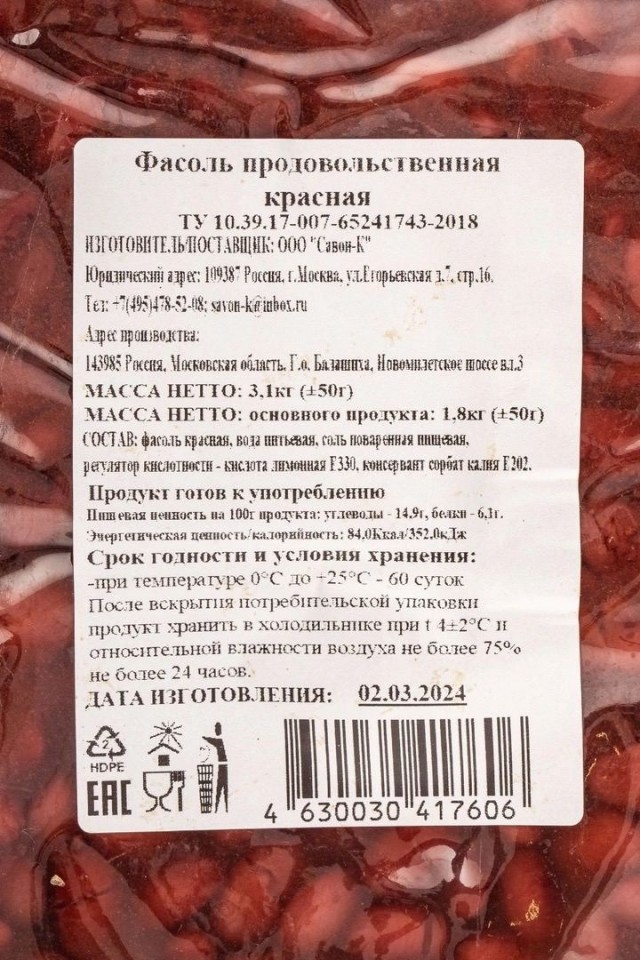 Фасоль продовольственная
красная
ТУ 10.39.17-007-65241743-2018
ИЗГОТОВИТЕЛЬ/ПОСТАВЩИК: ООО "Савон-К"
Юридический адрес: 109387 Россия, г.Москва, ул.Егорьевская д.7, стр.16.
Тел: +7(495)478-52-08; savon-k@inbox.ru
Адрес производства:
143985 Россия, Московская область, Г.о. Балашиха, Новомилетское шоссе вл.3
МАССА НЕТТО: 3,1кг (±50г)
МАССА НЕТТО: основного продукта: 1,8кг (±50г)
СОСТАВ: фасоль красная, вода питьевая, соль поваренная пищевая,
регулятор кислотности - кислота лимонная Е330, консервант сорбат калия Е202.
Продукт готов к употреблению
Пищевая ценность на 100г продукта: углеводы - 14.9г, белки - 6,1г.
Энергетическая ценность/калорийность: 84,0Ккал/352.0кДж
Срок годности и условия хранения:
-при температуре 0°С до +25°С - 60 суток
После вскрытия потребительской упаковки
продукт хранить в холодильнике при t 4±2°С и
относительной влажности воздуха не более 75%
не более 24 часов.
ДАТА ИЗГОТОВЛЕНИЯ: 02.03.2024
2
HDPE
EAC
4 630030 417606